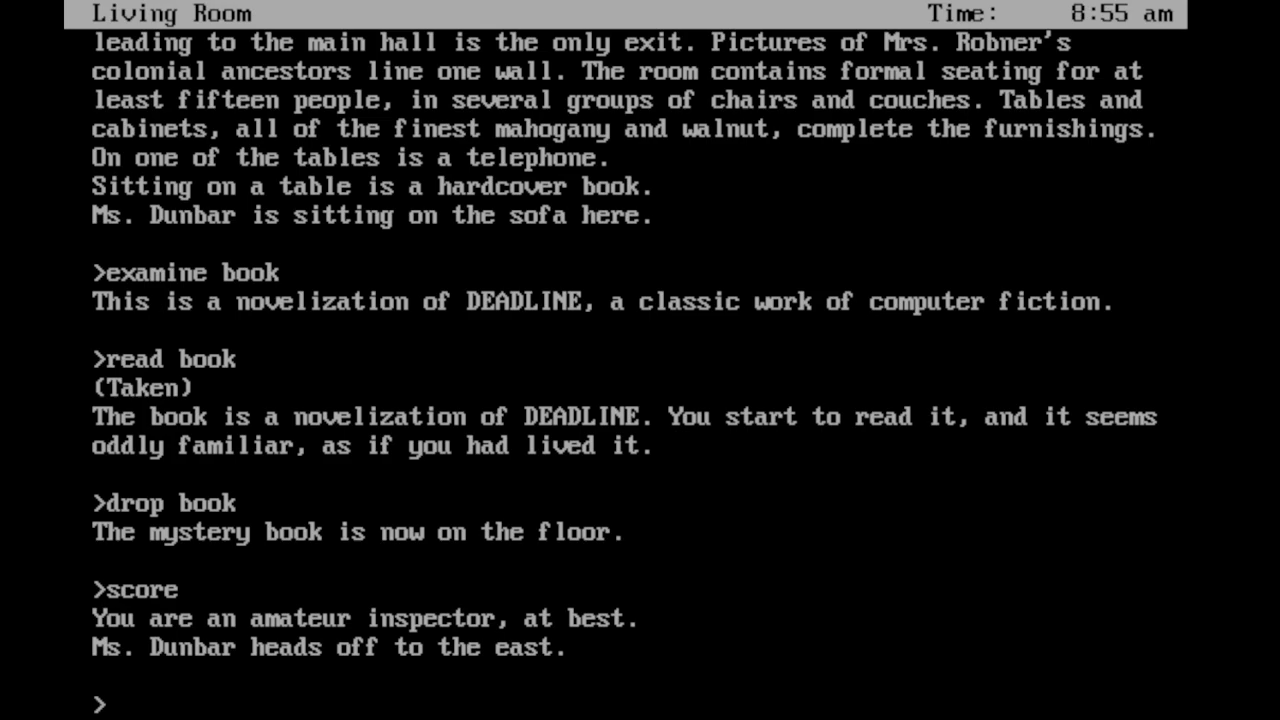 Living Room Time: 8:55 am
leading to the main hall is the only exit. Pictures of Mrs. Robner's
colonial ancestors line one wall. The room contains formal seating for at
least fifteen people, in several groups of chairs and couches. Tables and
cabinets, all of the finest mahogany and walnut, complete the furnishings.
On one of the tables is a telephone.
Sitting on a table is a hardcover book.
Ms. Dunbar is sitting on the sofa here.
>examine book
This is a novelization of DEADLINE, a classic work of computer fiction.
>read book
(Taken)
The book is a novelization of DEADLINE. You start to read it, and it seems
oddly familiar, as if you had lived it.
>drop book
The mystery book is now on the floor.
>score
You are an amateur inspector, at best.
Ms. Dunbar heads off to the east.
>